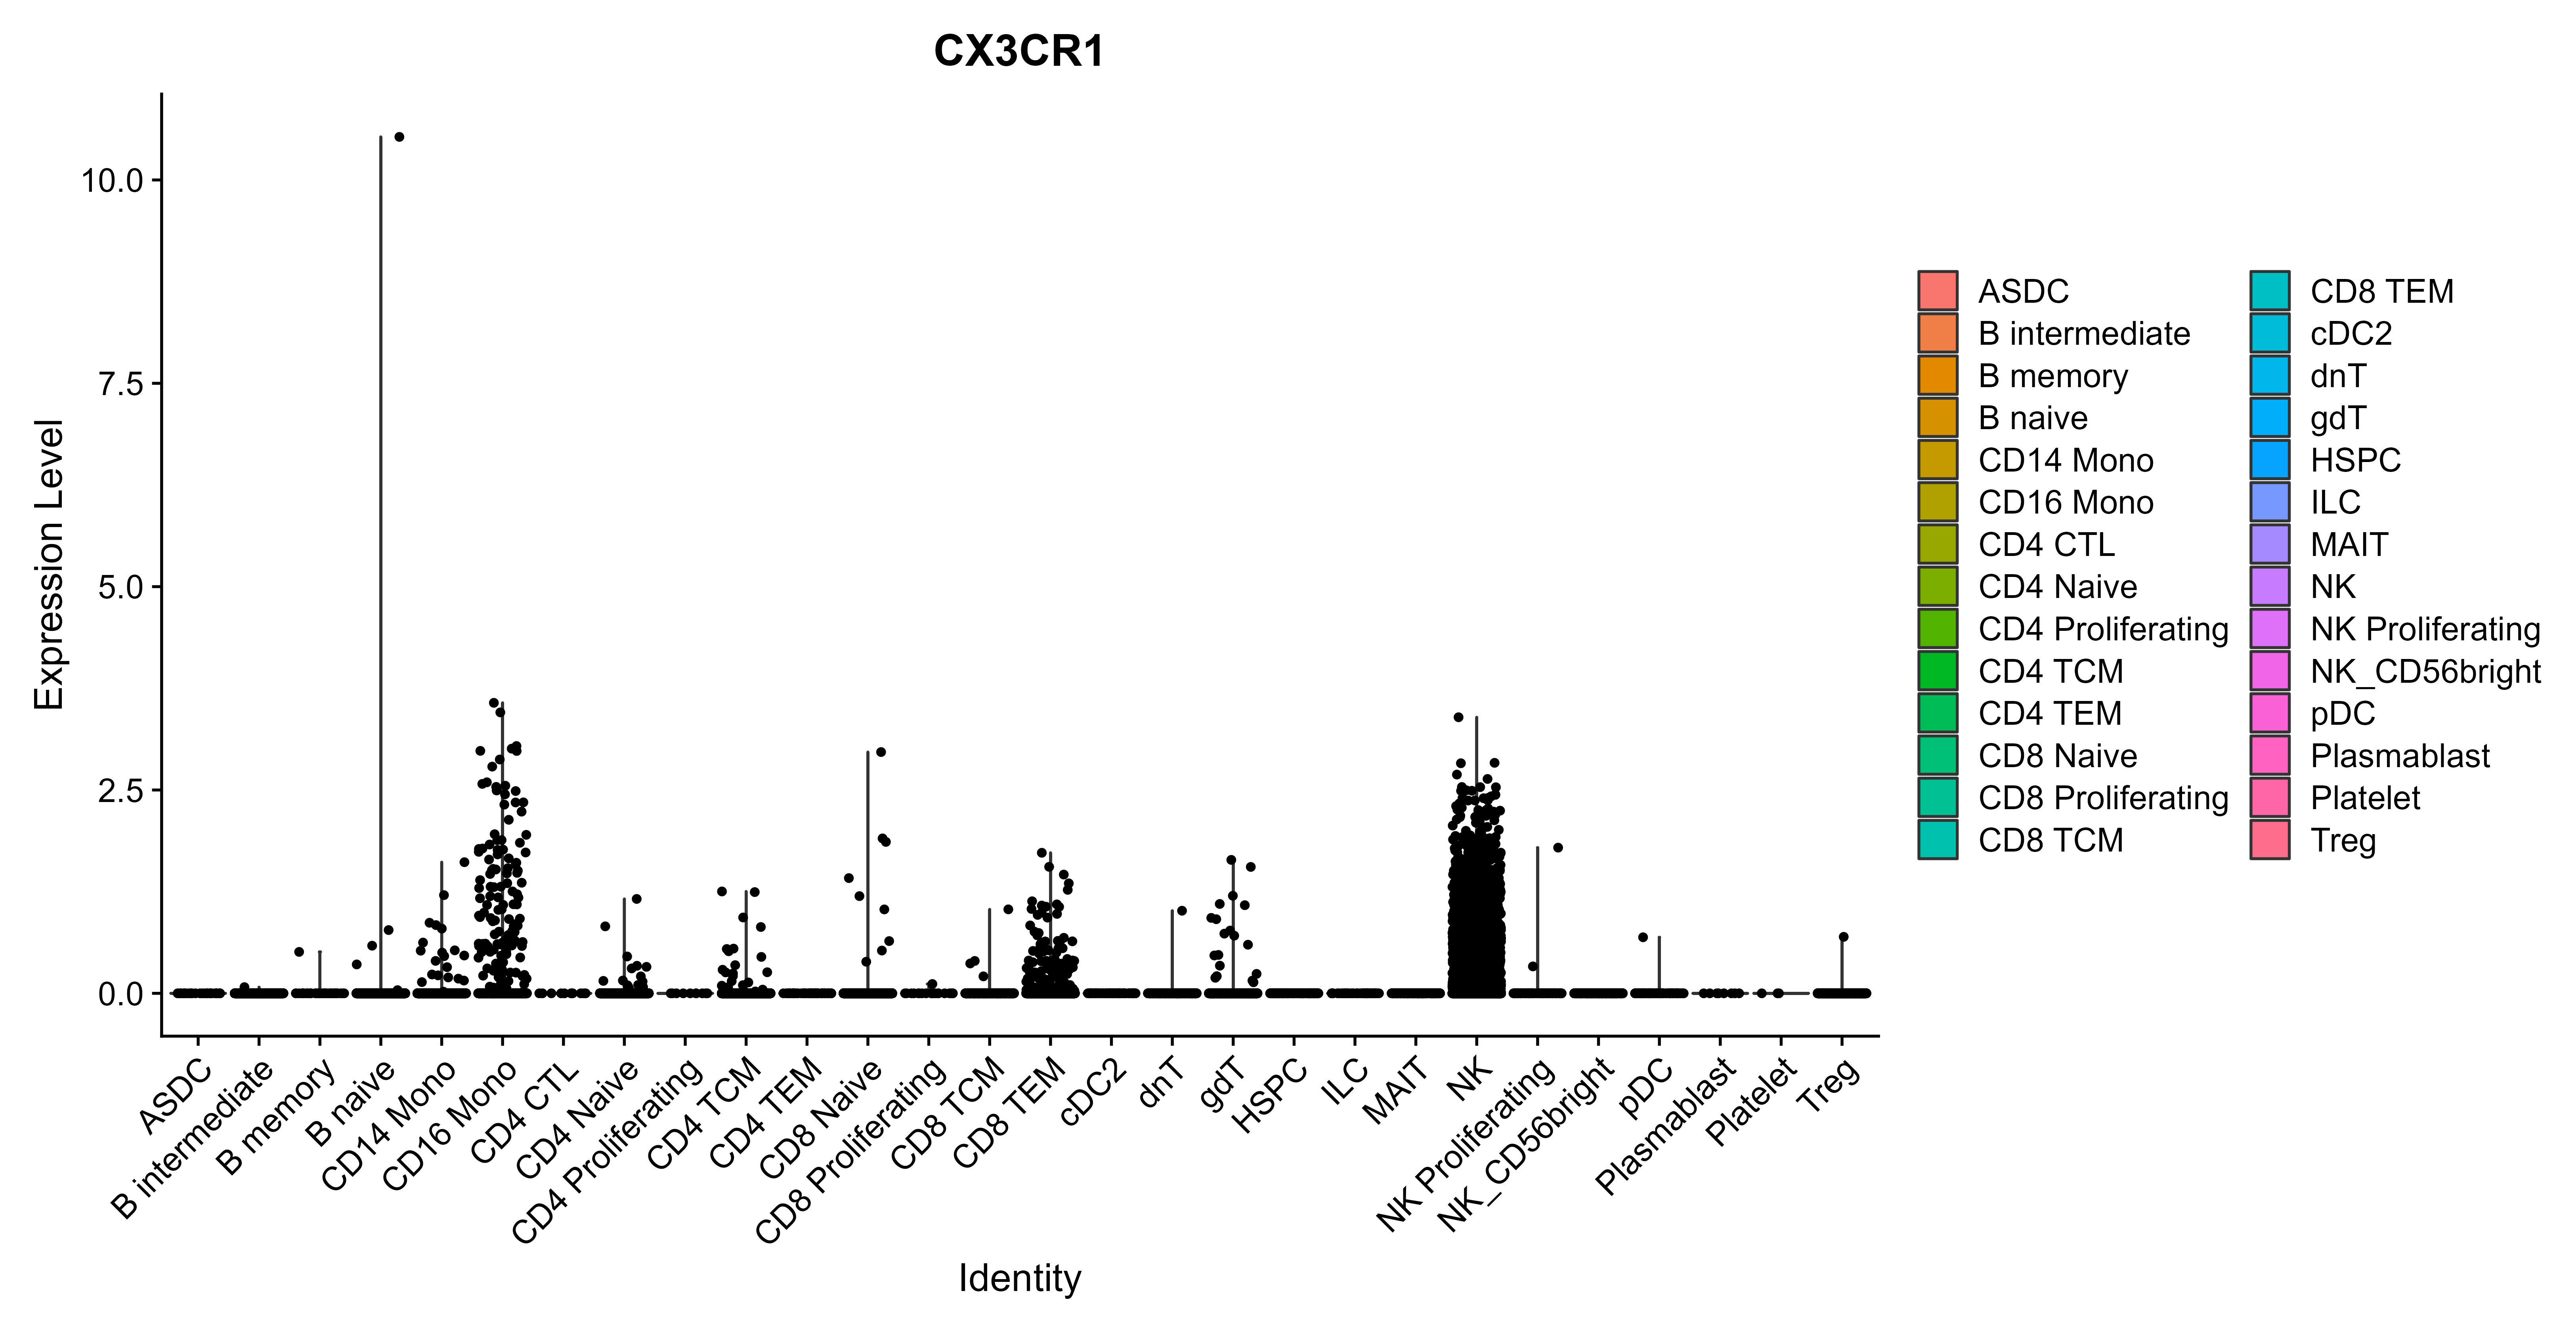 CX3CR1
Expression Level
10.0
7.5
5.0
2.5
0.0
ASDC
B intermediate
B memory
B naive
CD14 Mono
CD16 Mono
CD4 CTL
CD4 Naive
CD4 Proliferating
CD4 TCM
CD4 TEM
CD8 Naive
CD8 Proliferating
CD8 TCM
CD8 TEM
cDC2
dnT
gdT
HSPC
ILC
MAIT
NK
NK Proliferating
NK_CD56bright
pDC
Plasmablast
Platelet
Treg
Identity
ASDC
B intermediate
B memory
B naive
CD14 Mono
CD16 Mono
CD4 CTL
CD4 Naive
CD4 Proliferating
CD4 TCM
CD4 TEM
CD8 Naive
CD8 Proliferating
CD8 TCM
CD8 TEM
cDC2
dnT
gdT
HSPC
ILC
MAIT
NK
NK Proliferating
NK_CD56bright
pDC
Plasmablast
Platelet
Treg